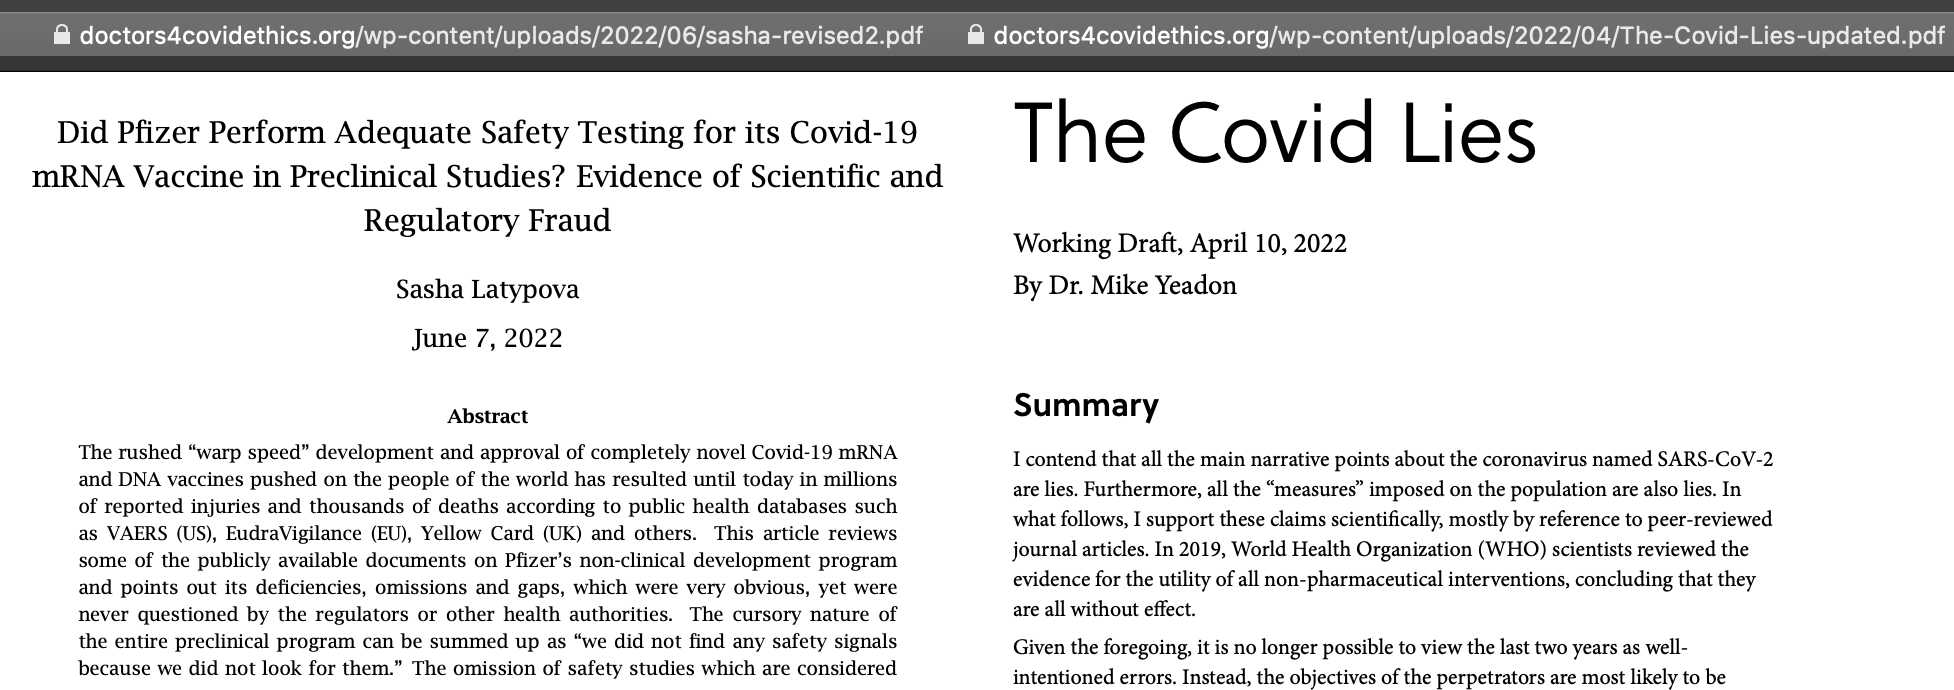 doctors4covidethics.org/wp-content/uploads/2022/06/sasha-revised2.pdf
Did Pfizer Perform Adequate Safety Testing for its Covid-19
mRNA Vaccine in Preclinical Studies? Evidence of Scientific and
Regulatory Fraud
Sasha Latypova
June 7, 2022
Abstract
The rushed “warp speed” development and approval of completely novel Covid-19 mRNA
and DNA vaccines pushed on the people of the world has resulted until today in millions
of reported injuries and thousands of deaths according to public health databases such
as VAERS (US), EudraVigilance (EU), Yellow Card (UK) and others. This article reviews
some of the publicly available documents on Pfizer’s non-clinical development program
and points out its deficiencies, omissions and gaps, which were very obvious, yet were
never questioned by the regulators or other health authorities. The cursory nature of
the entire preclinical program can be summed up as “we did not find any safety signals
because we did not look for them.” The omission of safety studies which are considered
doctors4covidethics.org/wp-content/uploads/2022/04/The-Covid-Lies-updated.pdf
The Covid Lies
Working Draft, April 10, 2022
By Dr. Mike Yeadon
Summary
I contend that all the main narrative points about the coronavirus named SARS-CoV-2
are lies. Furthermore, all the “measures” imposed on the population are also lies. In
what follows, I support these claims scientifically, mostly by reference to peer-reviewed
journal articles. In 2019, World Health Organization (WHO) scientists reviewed the
evidence for the utility of all non-pharmaceutical interventions, concluding that they
are all without effect.
Given the foregoing, it is no longer possible to view the last two years as well-
intentioned errors. Instead, the objectives of the perpetrators are most likely to be